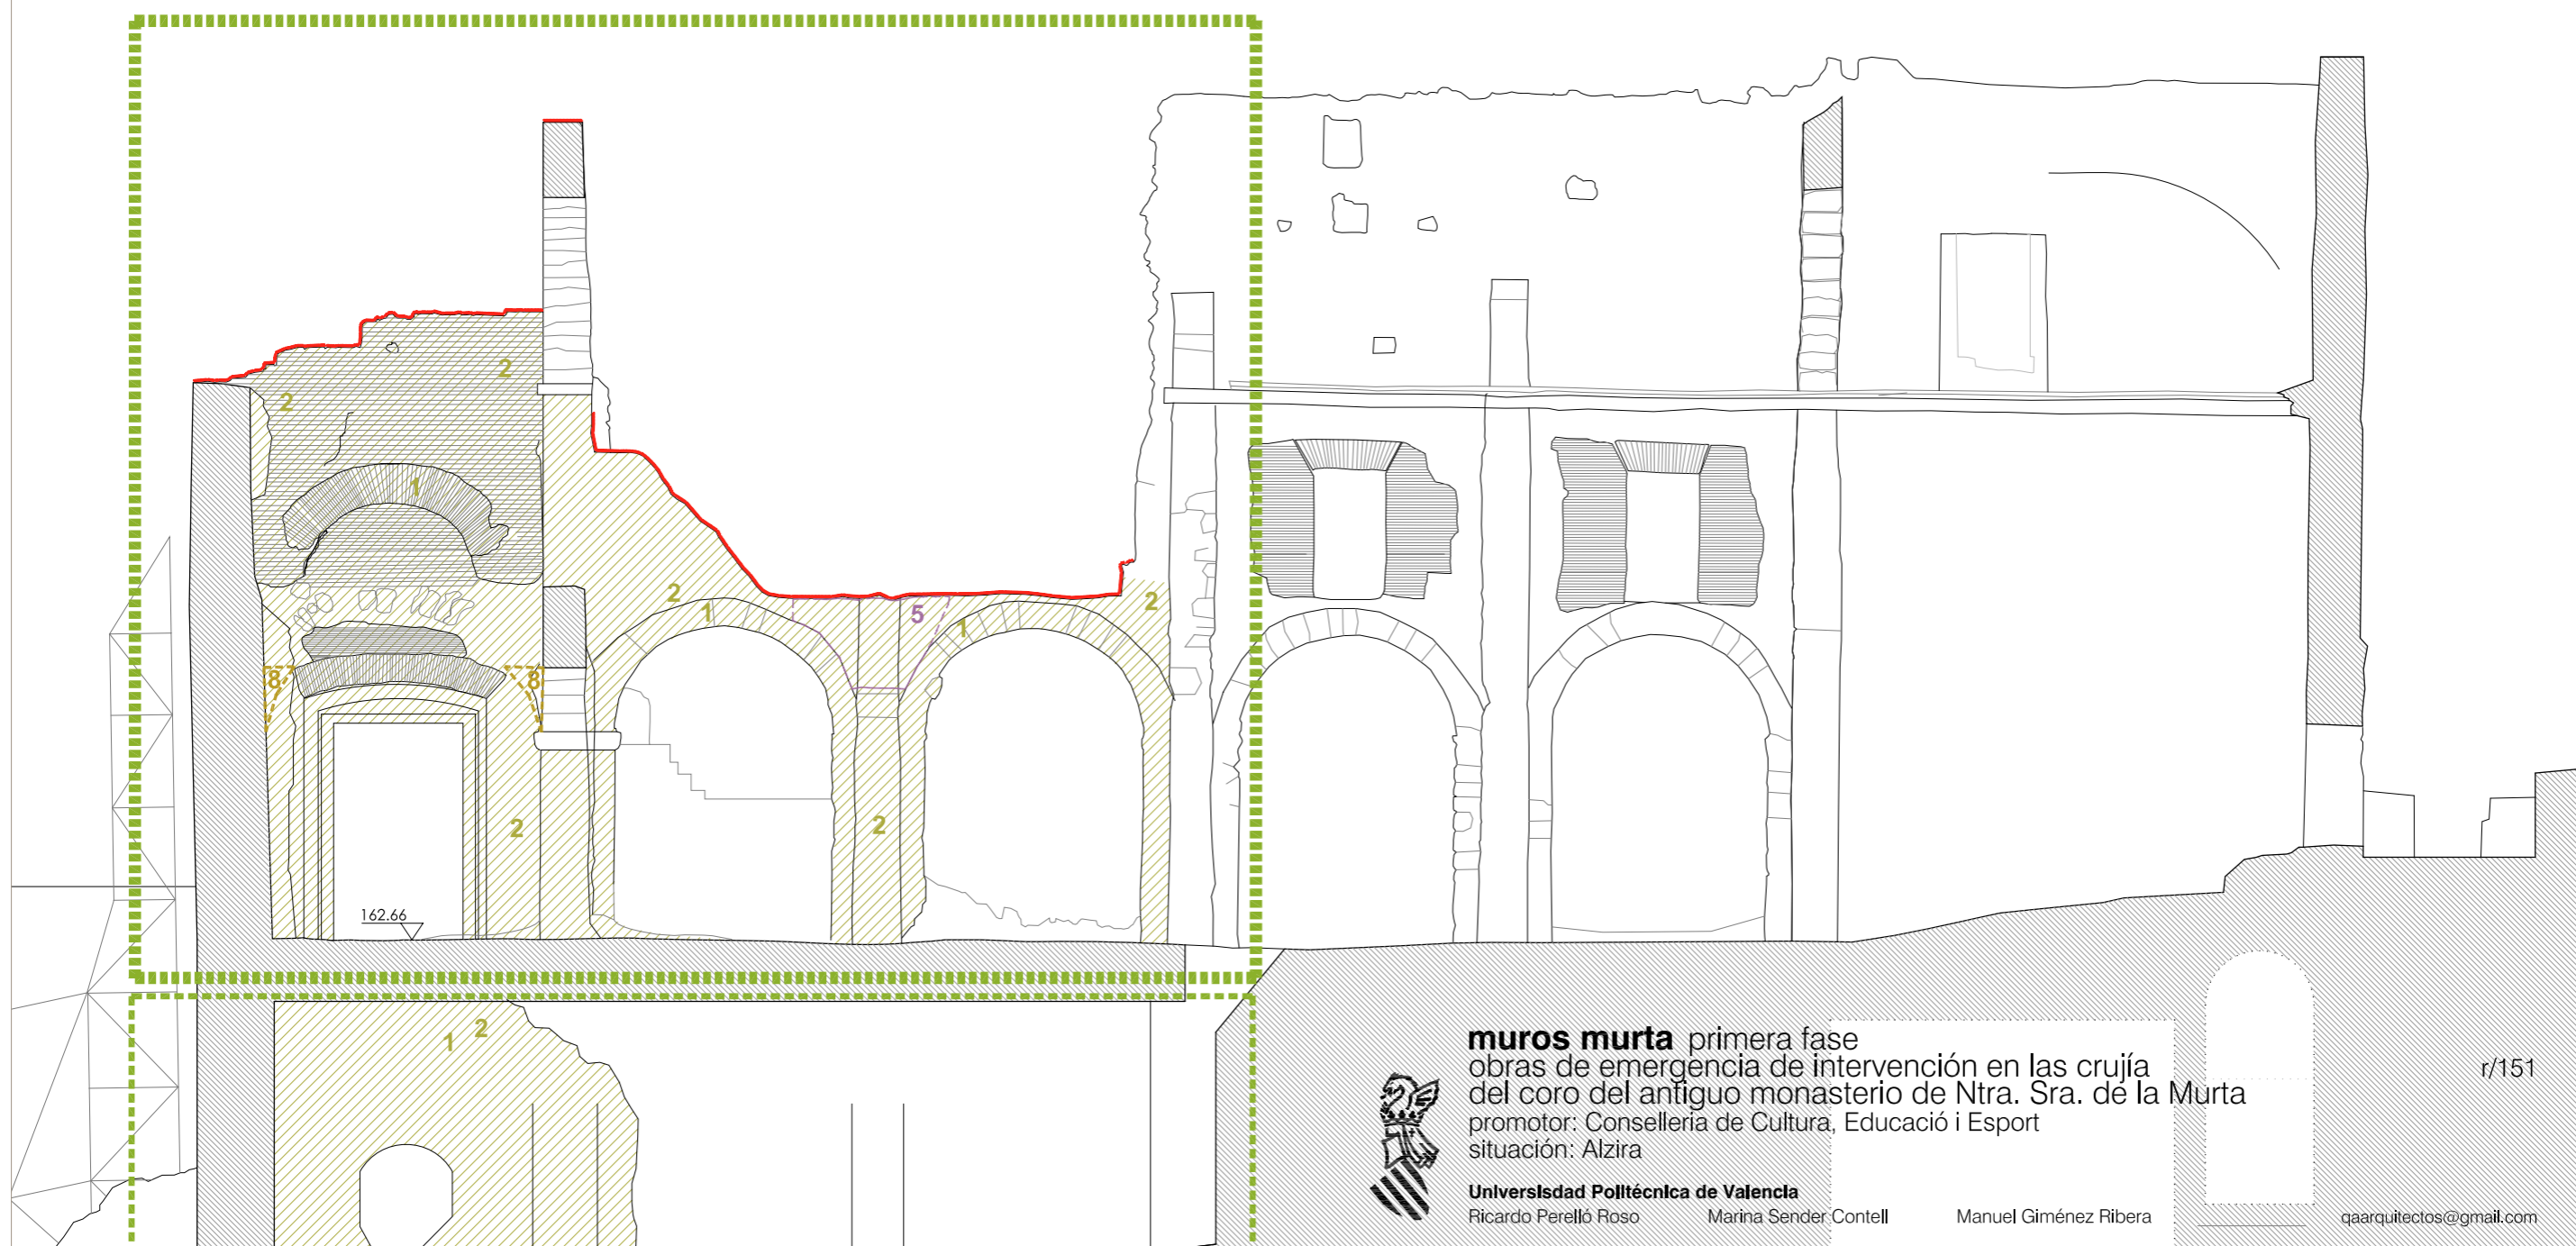 2
2
1
2
1
5
1
2
8
8
2
2
162.66
1
2
muros murta primera fase
obras de emergencia de intervención en las crujía
del coro del antiguo monasterio de Ntra. Sra. de la Murta
promotor: Conselleria de Cultura, Educació i Esport
situación: Alzira
r/151
Universisdad Politécnica de Valencia
Ricardo Perelló Roso Marina Sender Contell Manuel Giménez Ribera
qaarquitectos@gmail.com